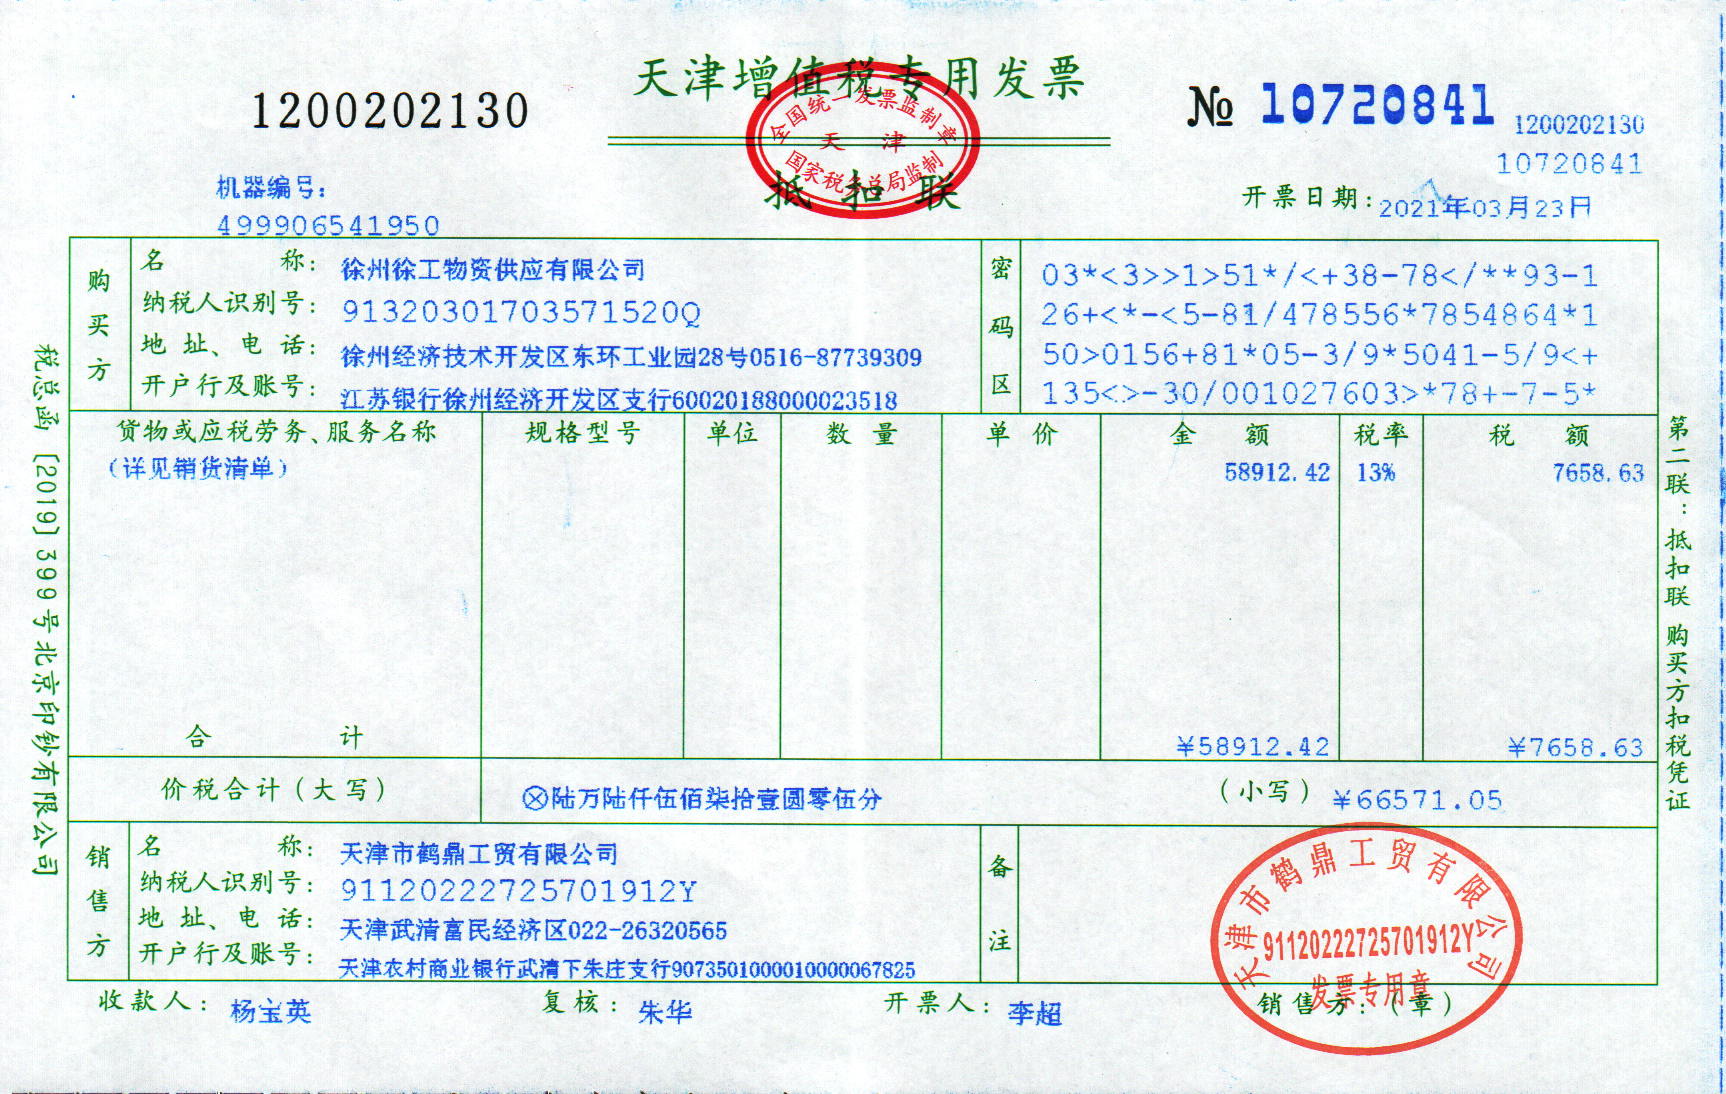 天津增值税专用发票
1200202130
№ 10720841
1200202130
10720841
全国统一发票监制章
天 津
国家税务总局监制
抵扣联
机器编号:
499906541950
开票日期: 2021年03月23日
购买方
名 称: 徐州徐工物资供应有限公司
纳税人识别号: 91320301703571520Q
地 址、电 话: 徐州经济技术开发区东环工业园28号0516-87739309
开户行及账号: 江苏银行徐州经济开发区支行60020188000023518
密码区
03*<3>>1>51*/<+38-78</**93-1
26+<*-<5-81/478556*7854864*1
50>0156+81*05-3/9*5041-5/9<+
135<>-30/001027603>*78+-7-5*
货物或应税劳务、服务名称 规格型号 单位 数 量 单 价 金 额 税率 税 额
(详见销货清单) 58912.42 13% 7658.63
合 计 ¥58912.42 ¥7658.63
价税合计(大写) ⊗陆万陆仟伍佰柒拾壹圆零伍分 (小写) ¥66571.05
销售方
名 称: 天津市鹤鼎工贸有限公司
纳税人识别号: 91120222725701912Y
地 址、电 话: 天津武清富民经济区022-26320565
开户行及账号: 天津农村商业银行武清下朱庄支行9073501000010000067825
备注
天津市鹤鼎工贸有限公司
91120222725701912Y
发票专用章
收款人: 杨宝英 复核: 朱华 开票人: 李超 销售方:(章)
税总函[2019]399号北京印钞有限公司
第二联:抵扣联 购买方扣税凭证